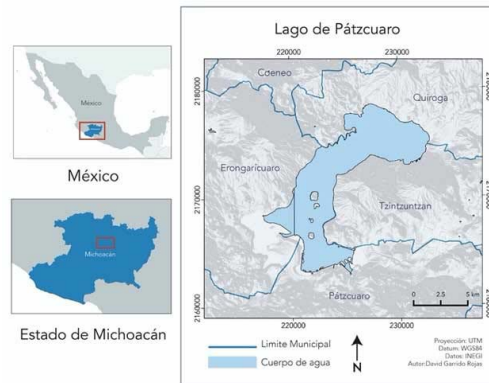 México
México
Michoacán
Estado de Michoacán
Lago de Pátzcuaro
220000
230000
2180000
2170000
2160000
Coeneo
Quiroga
Erongarícuaro
Tzintzuntzan
Pátzcuaro
0 2.5 5 km
220000
230000
Limite Municipal
Cuerpo de agua
N
Proyección: UTM
Datum: WGS84
Datos: INEGI
Autor:David Garrido Rojas